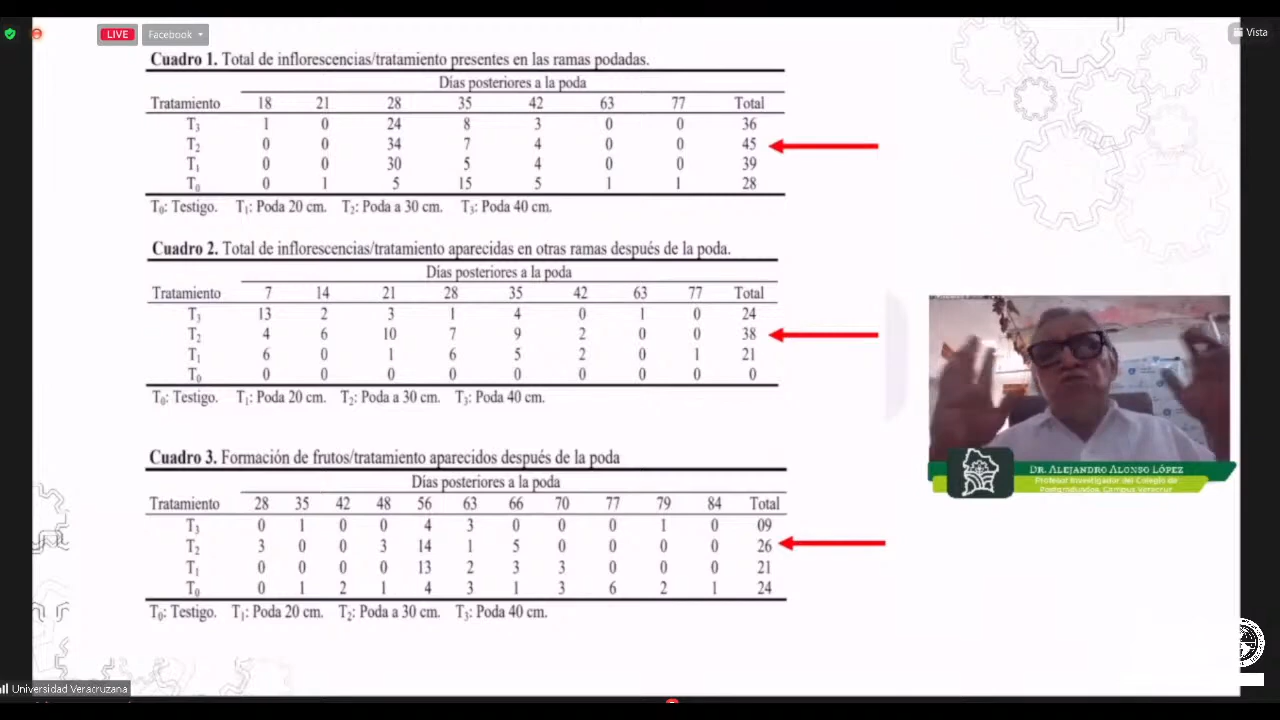 LIVE Facebook
Vista
Cuadro 1. Total de inflorescencias/tratamiento presentes en las ramas podadas.
Días posteriores a la poda
Tratamiento 18 21 28 35 42 63 77 Total
T3 1 0 24 8 3 0 0 36
T2 0 0 34 7 4 0 0 45
T1 0 0 30 5 4 0 0 39
T0 0 1 5 15 5 1 1 28
T0: Testigo. T1: Poda 20 cm. T2: Poda a 30 cm. T3: Poda 40 cm.
Cuadro 2. Total de inflorescencias/tratamiento aparecidas en otras ramas después de la poda.
Días posteriores a la poda
Tratamiento 7 14 21 28 35 42 63 77 Total
T3 13 2 3 1 4 0 1 0 24
T2 4 6 10 7 9 2 0 0 38
T1 6 0 1 6 5 2 0 1 21
T0 0 0 0 0 0 0 0 0 0
T0: Testigo. T1: Poda 20 cm. T2: Poda a 30 cm. T3: Poda 40 cm.
Cuadro 3. Formación de frutos/tratamiento aparecidos después de la poda
Días posteriores a la poda
Tratamiento 28 35 42 48 56 63 66 70 77 79 84 Total
T3 0 1 0 0 4 3 0 0 0 1 0 09
T2 3 0 0 3 14 1 5 0 0 0 0 26
T1 0 0 0 0 13 2 3 3 0 0 0 21
T0 0 1 2 1 4 3 1 3 6 2 1 24
T0: Testigo. T1: Poda 20 cm. T2: Poda a 30 cm. T3: Poda 40 cm.
Dr. Alejandro Alonso López
Profesor Investigador del Colegio de
Postgraduados, Campus Veracruz
Universidad Veracruzana